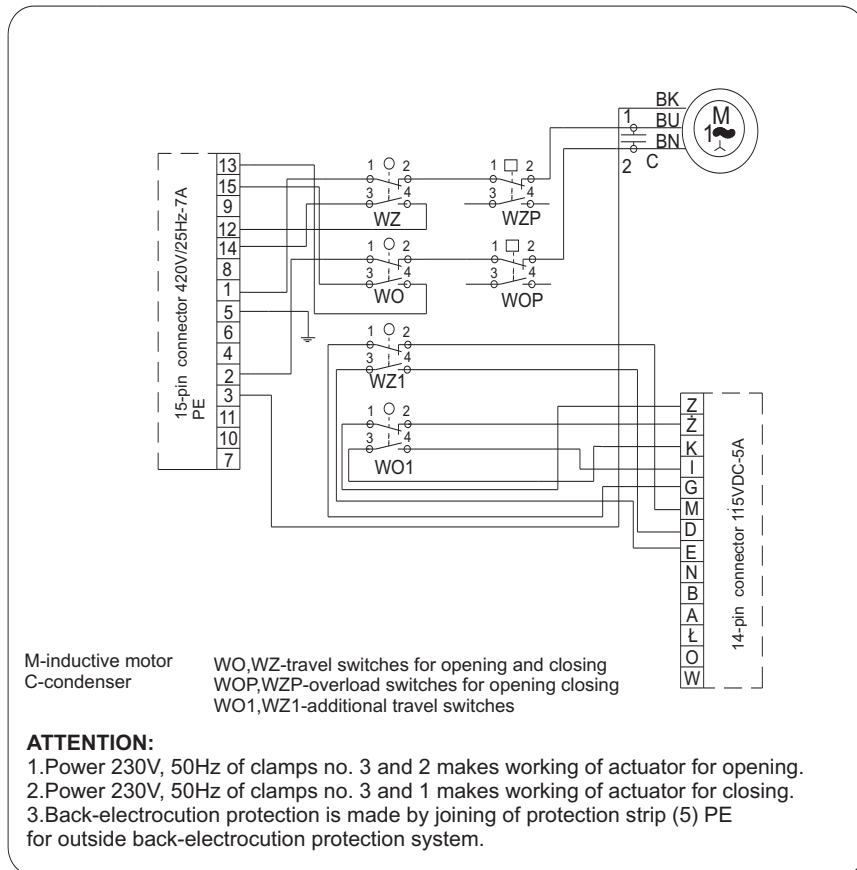 BK
1 BU M
BN 1
2 C
13
15
9
12
14
8
1
5
6
4
2
3
11
10
7
15-pin connector 420V/25Hz-7A
PE
1 2
3 4
WZ
1 2
3 4
WZP
1 2
3 4
WO
1 2
3 4
WOP
1 2
3 4
WZ1
1 2
3 4
WO1
Z
Ż
K
I
G
M
D
E
N
B
A
Ł
O
W
14-pin connector 115VDC-5A
M-inductive motor
C-condenser
WO,WZ-travel switches for opening and closing
WOP,WZP-overload switches for opening closing
WO1,WZ1-additional travel switches
ATTENTION:
1.Power 230V, 50Hz of clamps no. 3 and 2 makes working of actuator for opening.
2.Power 230V, 50Hz of clamps no. 3 and 1 makes working of actuator for closing.
3.Back-electrocution protection is made by joining of protection strip (5) PE
for outside back-electrocution protection system.